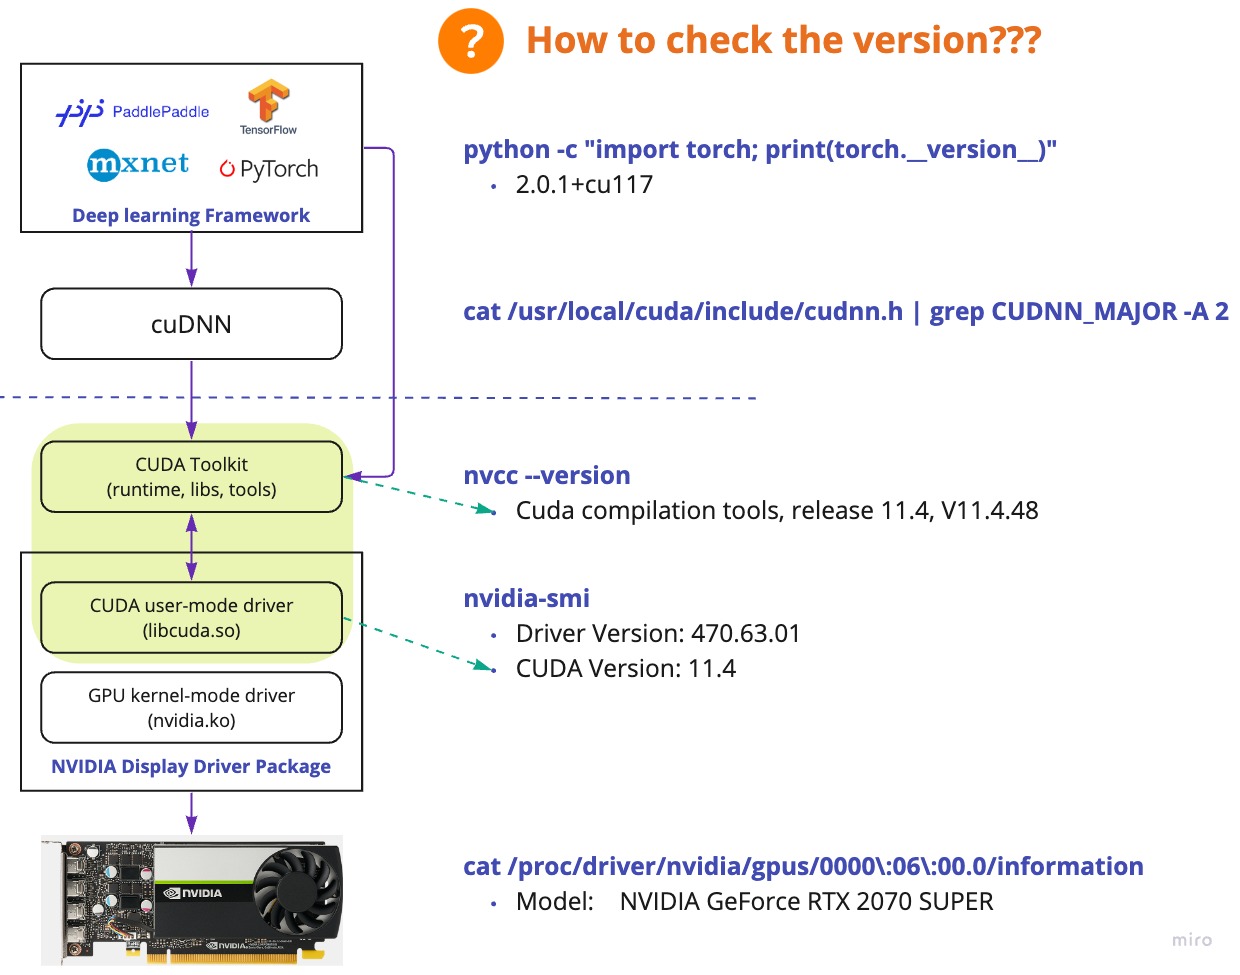 ? How to check the version???
PaddlePaddle
TensorFlow
mxnet
PyTorch
Deep learning Framework
python -c "import torch; print(torch.__version__)"
• 2.0.1+cu117
cuDNN
cat /usr/local/cuda/include/cudnn.h | grep CUDNN_MAJOR -A 2
CUDA Toolkit
(runtime, libs, tools)
nvcc --version
• Cuda compilation tools, release 11.4, V11.4.48
CUDA user-mode driver
(libcuda.so)
nvidia-smi
• Driver Version: 470.63.01
• CUDA Version: 11.4
GPU kernel-mode driver
(nvidia.ko)
NVIDIA Display Driver Package
NVIDIA
NVIDIA
cat /proc/driver/nvidia/gpus/0000\:06\:00.0/information
• Model: NVIDIA GeForce RTX 2070 SUPER
miro